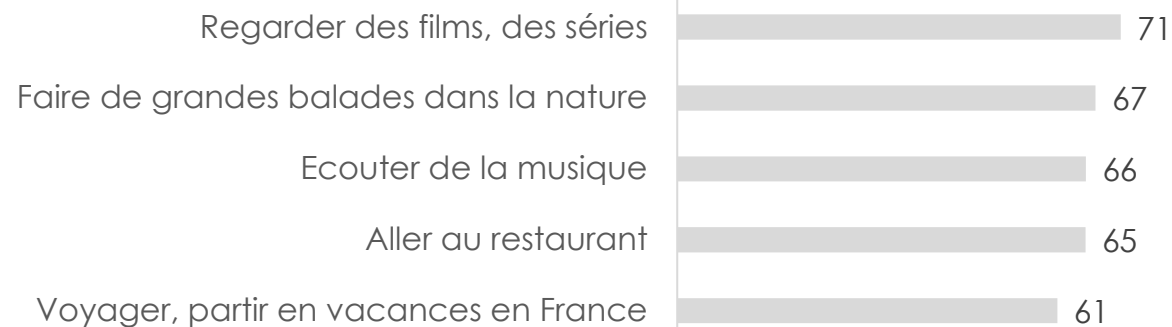 Regarder des films, des séries 71
Faire de grandes balades dans la nature 67
Ecouter de la musique 66
Aller au restaurant 65
Voyager, partir en vacances en France 61